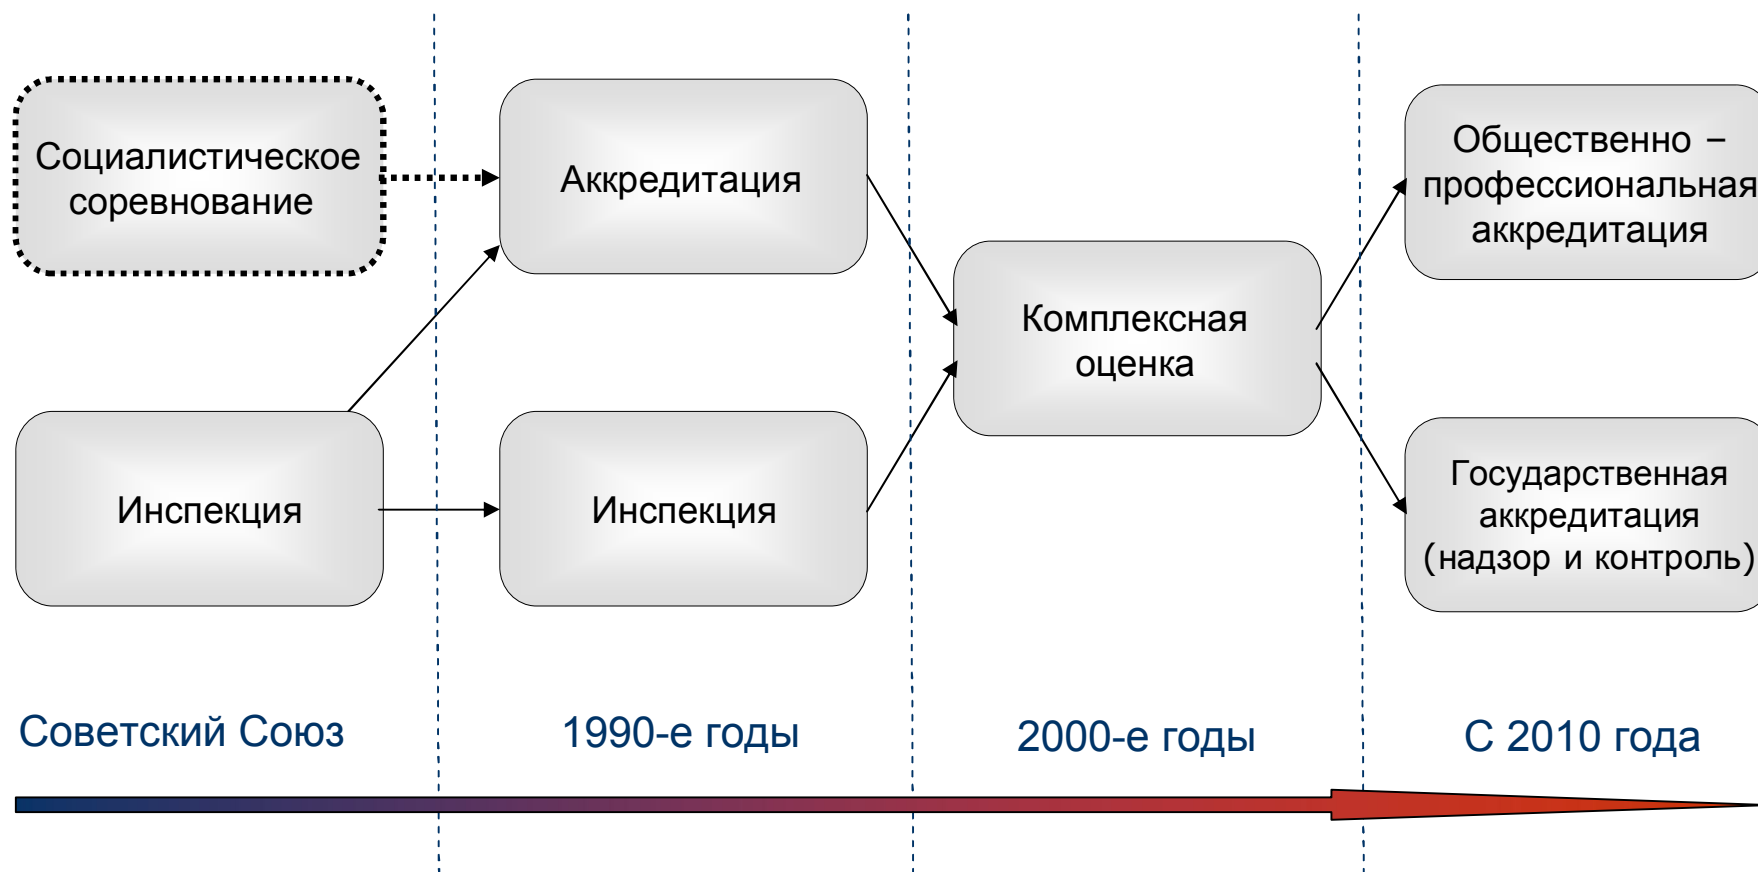 Социалистическое
соревнование
Аккредитация
Общественно –
профессиональная
аккредитация
Комплексная
оценка
Инспекция
Инспекция
Государственная
аккредитация
(надзор и контроль)
Советский Союз
1990-е годы
2000-е годы
С 2010 года